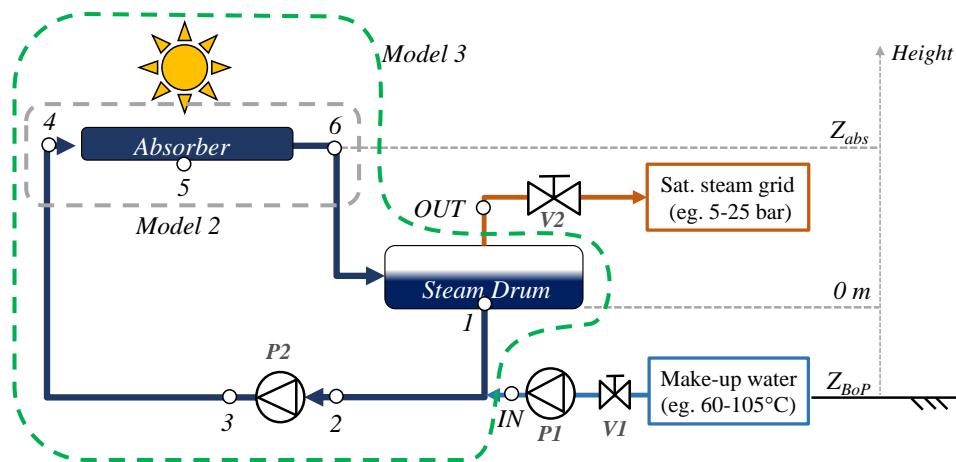 Model 3
Height
4
Absorber
6
Z_abs
5
Sat. steam grid
(eg. 5-25 bar)
Model 2
OUT
V2
Steam Drum
0 m
1
P2
Make-up water
(eg. 60-105°C)
Z_BoP
3
2
IN
P1
V1